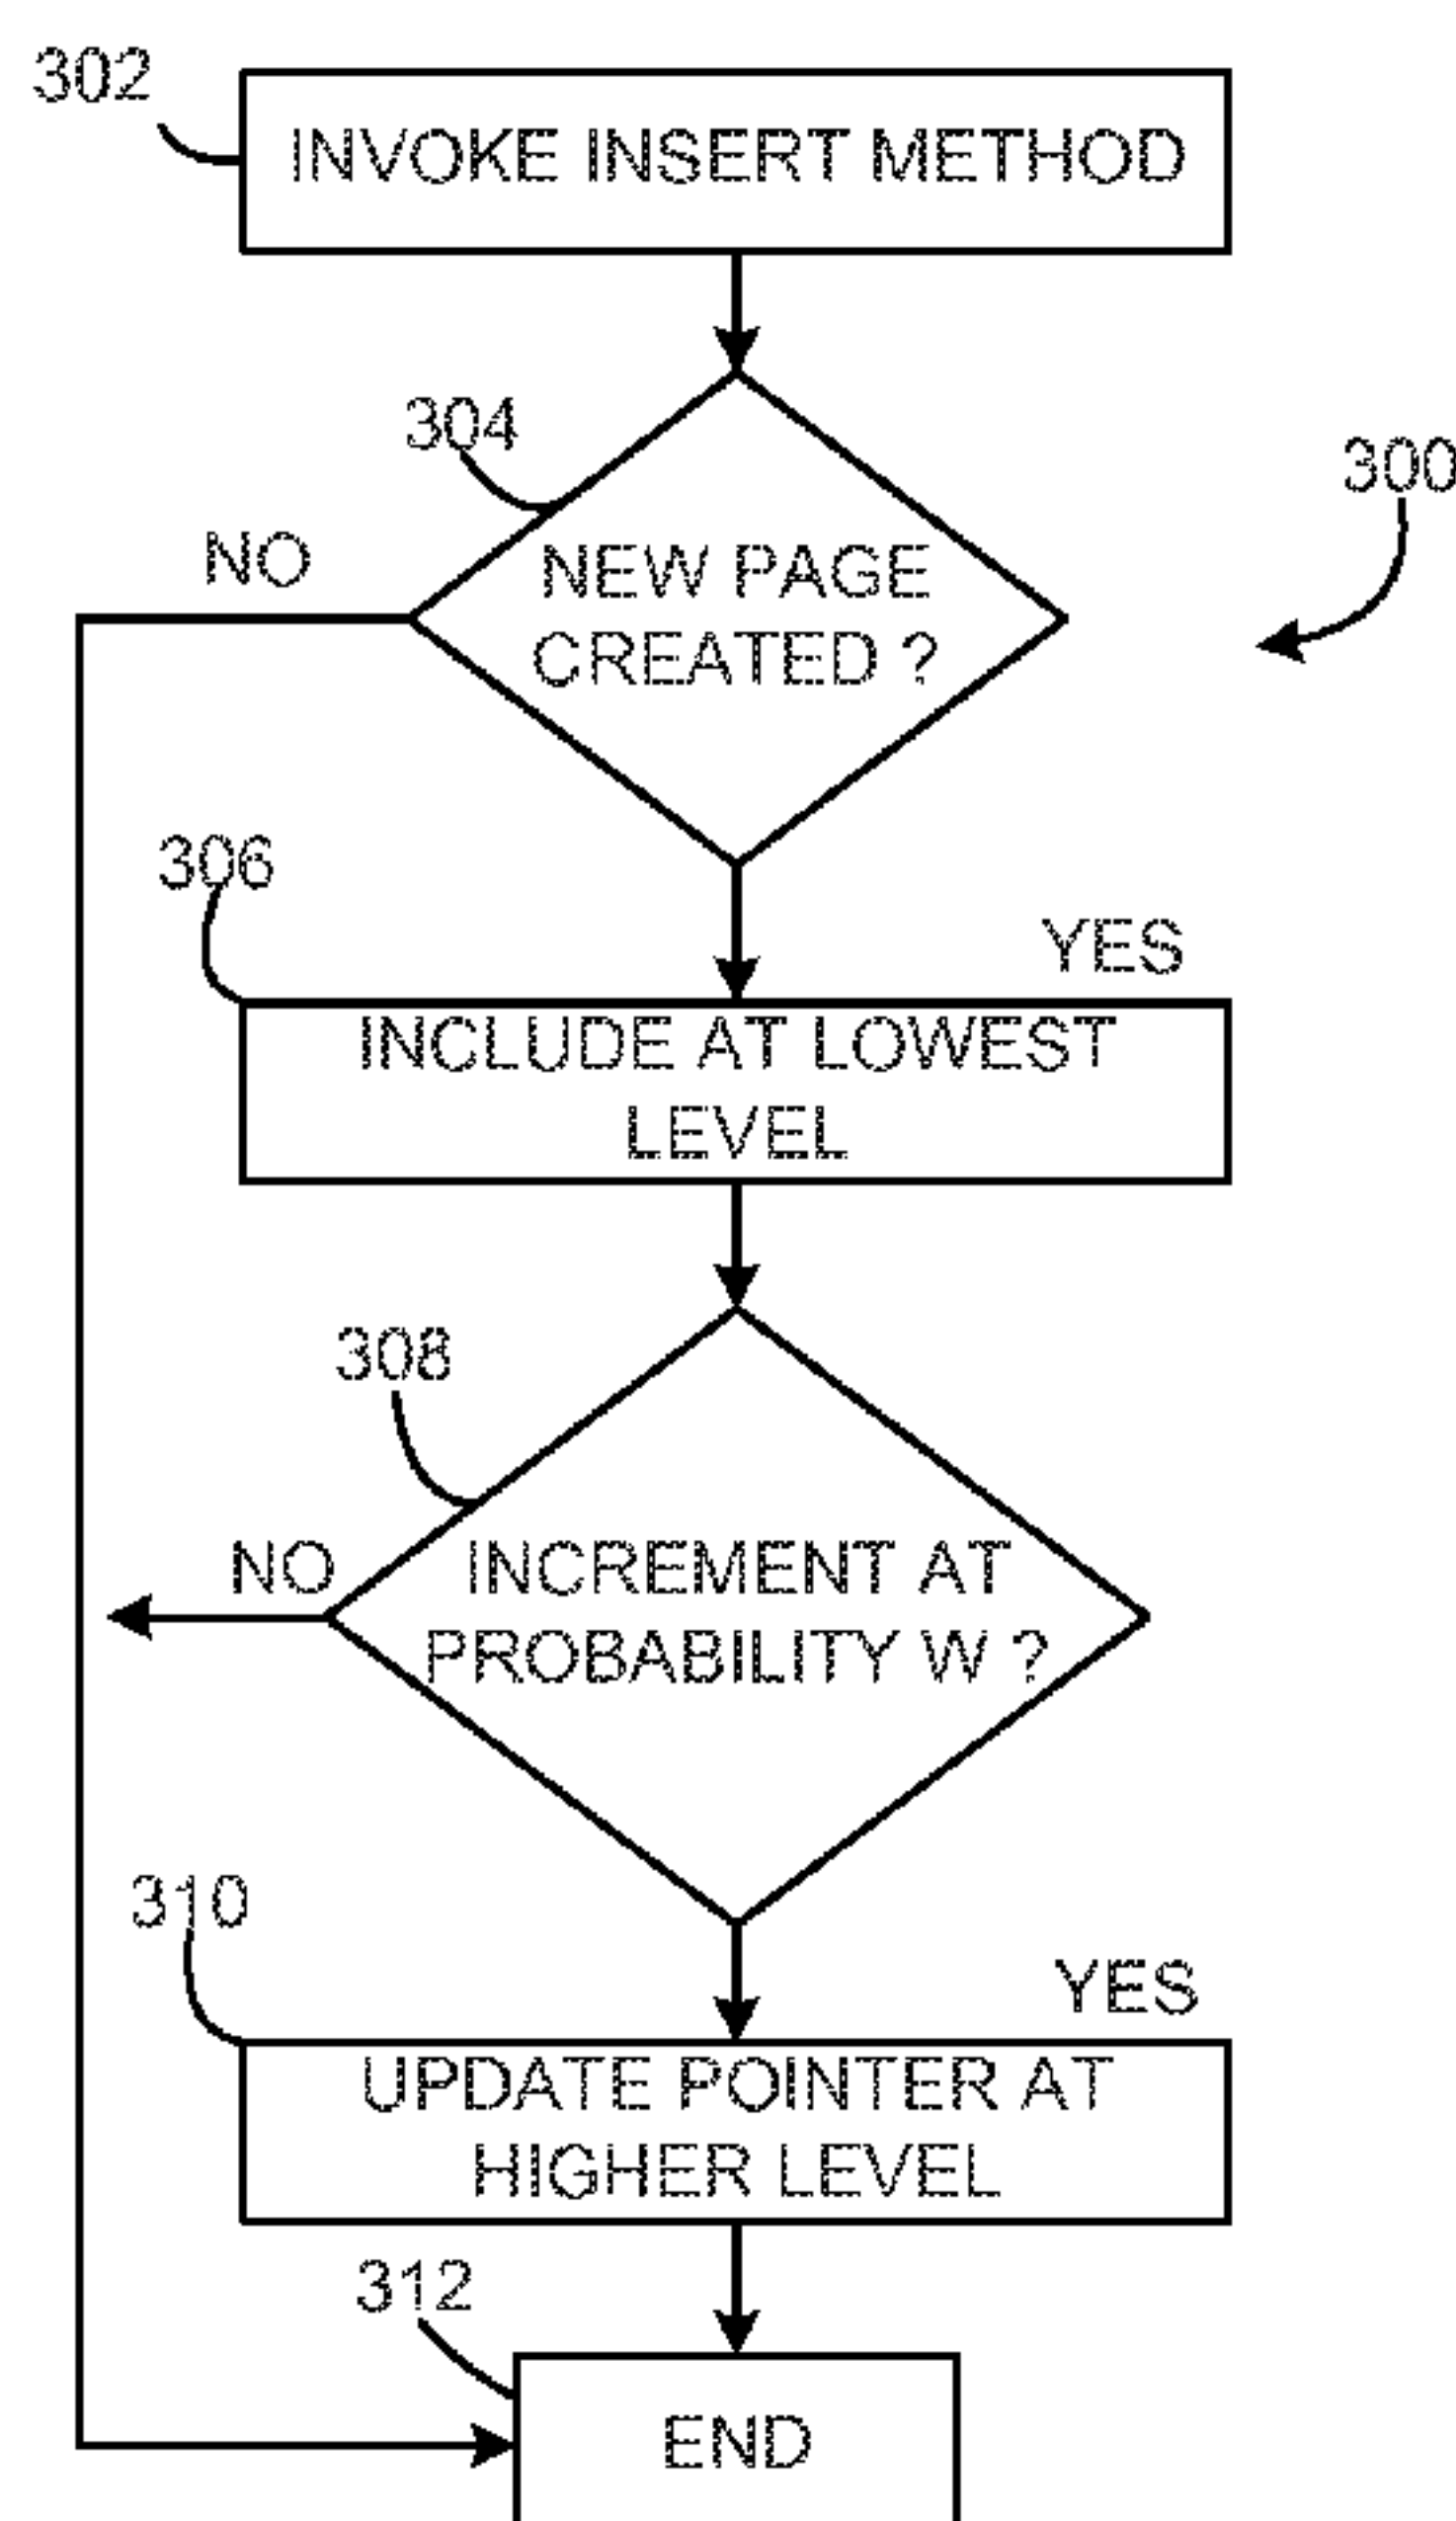 302
INVOKE INSERT METHOD
304
300
NO
NEW PAGE
CREATED ?
306
YES
INCLUDE AT LOWEST
LEVEL
308
NO
INCREMENT AT
PROBABILITY W ?
310
YES
UPDATE POINTER AT
HIGHER LEVEL
312
END